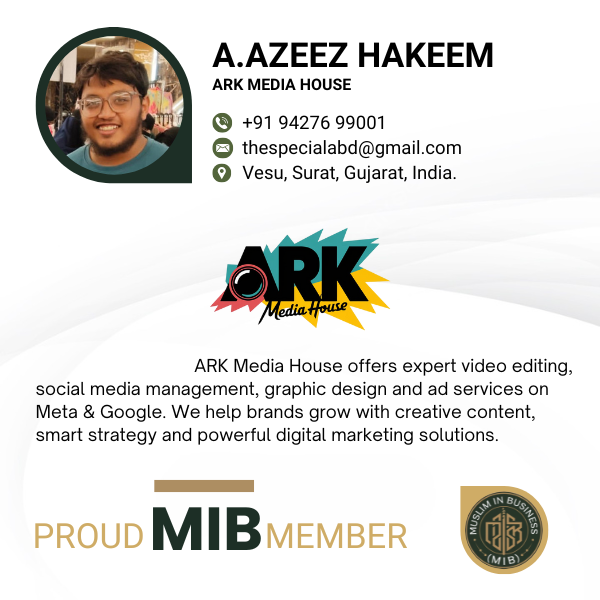 A.AZEEZ HAKEEM
ARK MEDIA HOUSE
+91 94276 99001
thespecialabd@gmail.com
Vesu, Surat, Gujarat, India.
ARK
Media House
ARK Media House offers expert video editing,
social media management, graphic design and ad services on
Meta & Google. We help brands grow with creative content,
smart strategy and powerful digital marketing solutions.
PROUD MIB MEMBER
MUSLIM IN BUSINESS
(MIB)